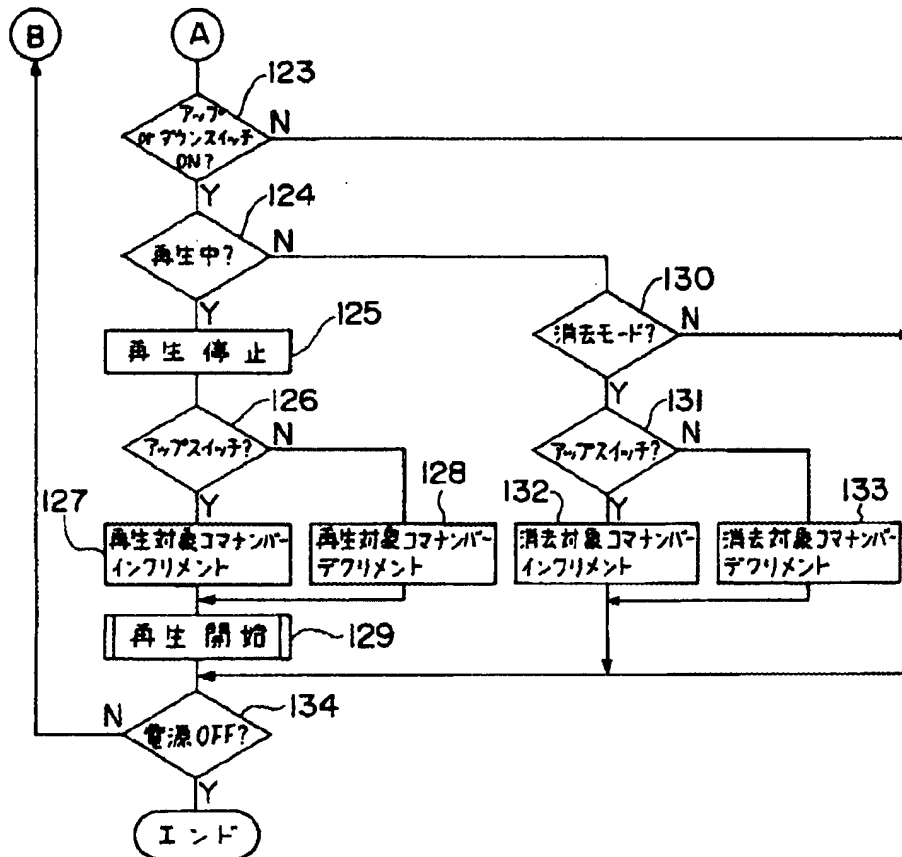 B
A
123
アップ
orダウンスイッチ
ON?
N
Y
124
再生中?
N
Y
125
再生停止
130
消去モード?
N
Y
126
アップスイッチ?
N
Y
131
アップスイッチ?
N
Y
127
再生対象コマナンバー
インクリメント
128
再生対象コマナンバー
デクリメント
132
消去対象コマナンバー
インクリメント
133
消去対象コマナンバー
デクリメント
再生開始
129
134
電源OFF?
N
Y
エンド